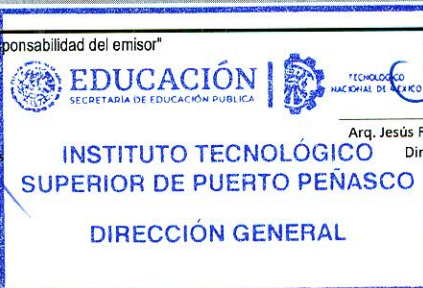 ponsabilidad del emisor"
EDUCACIÓN
SECRETARÍA DE EDUCACIÓN PÚBLICA
TECNOLÓGICO
NACIONAL DE MÉXICO
Arq. Jesús F
Dir
INSTITUTO TECNOLÓGICO
SUPERIOR DE PUERTO PEÑASCO
DIRECCIÓN GENERAL